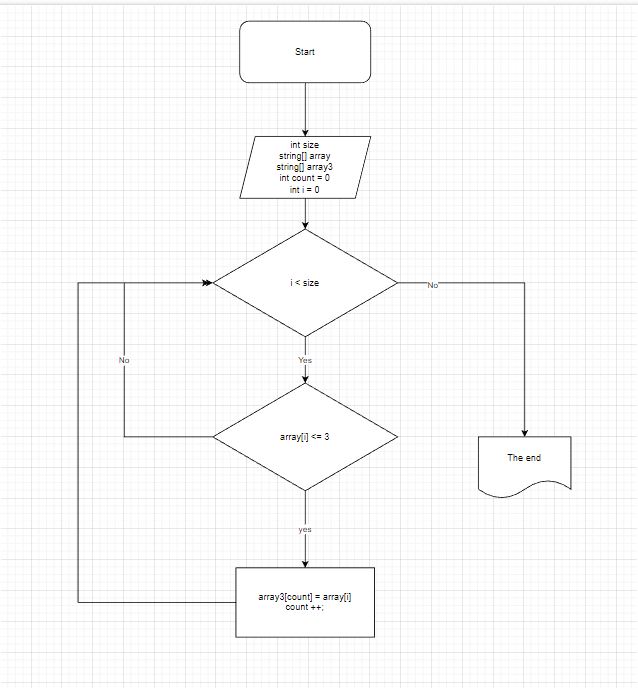 Start
int size
string[] array
string[] array3
int count = 0
int i = 0
i < size
No
No
Yes
array[i] <= 3
The end
yes
array3[count] = array[i]
count ++;